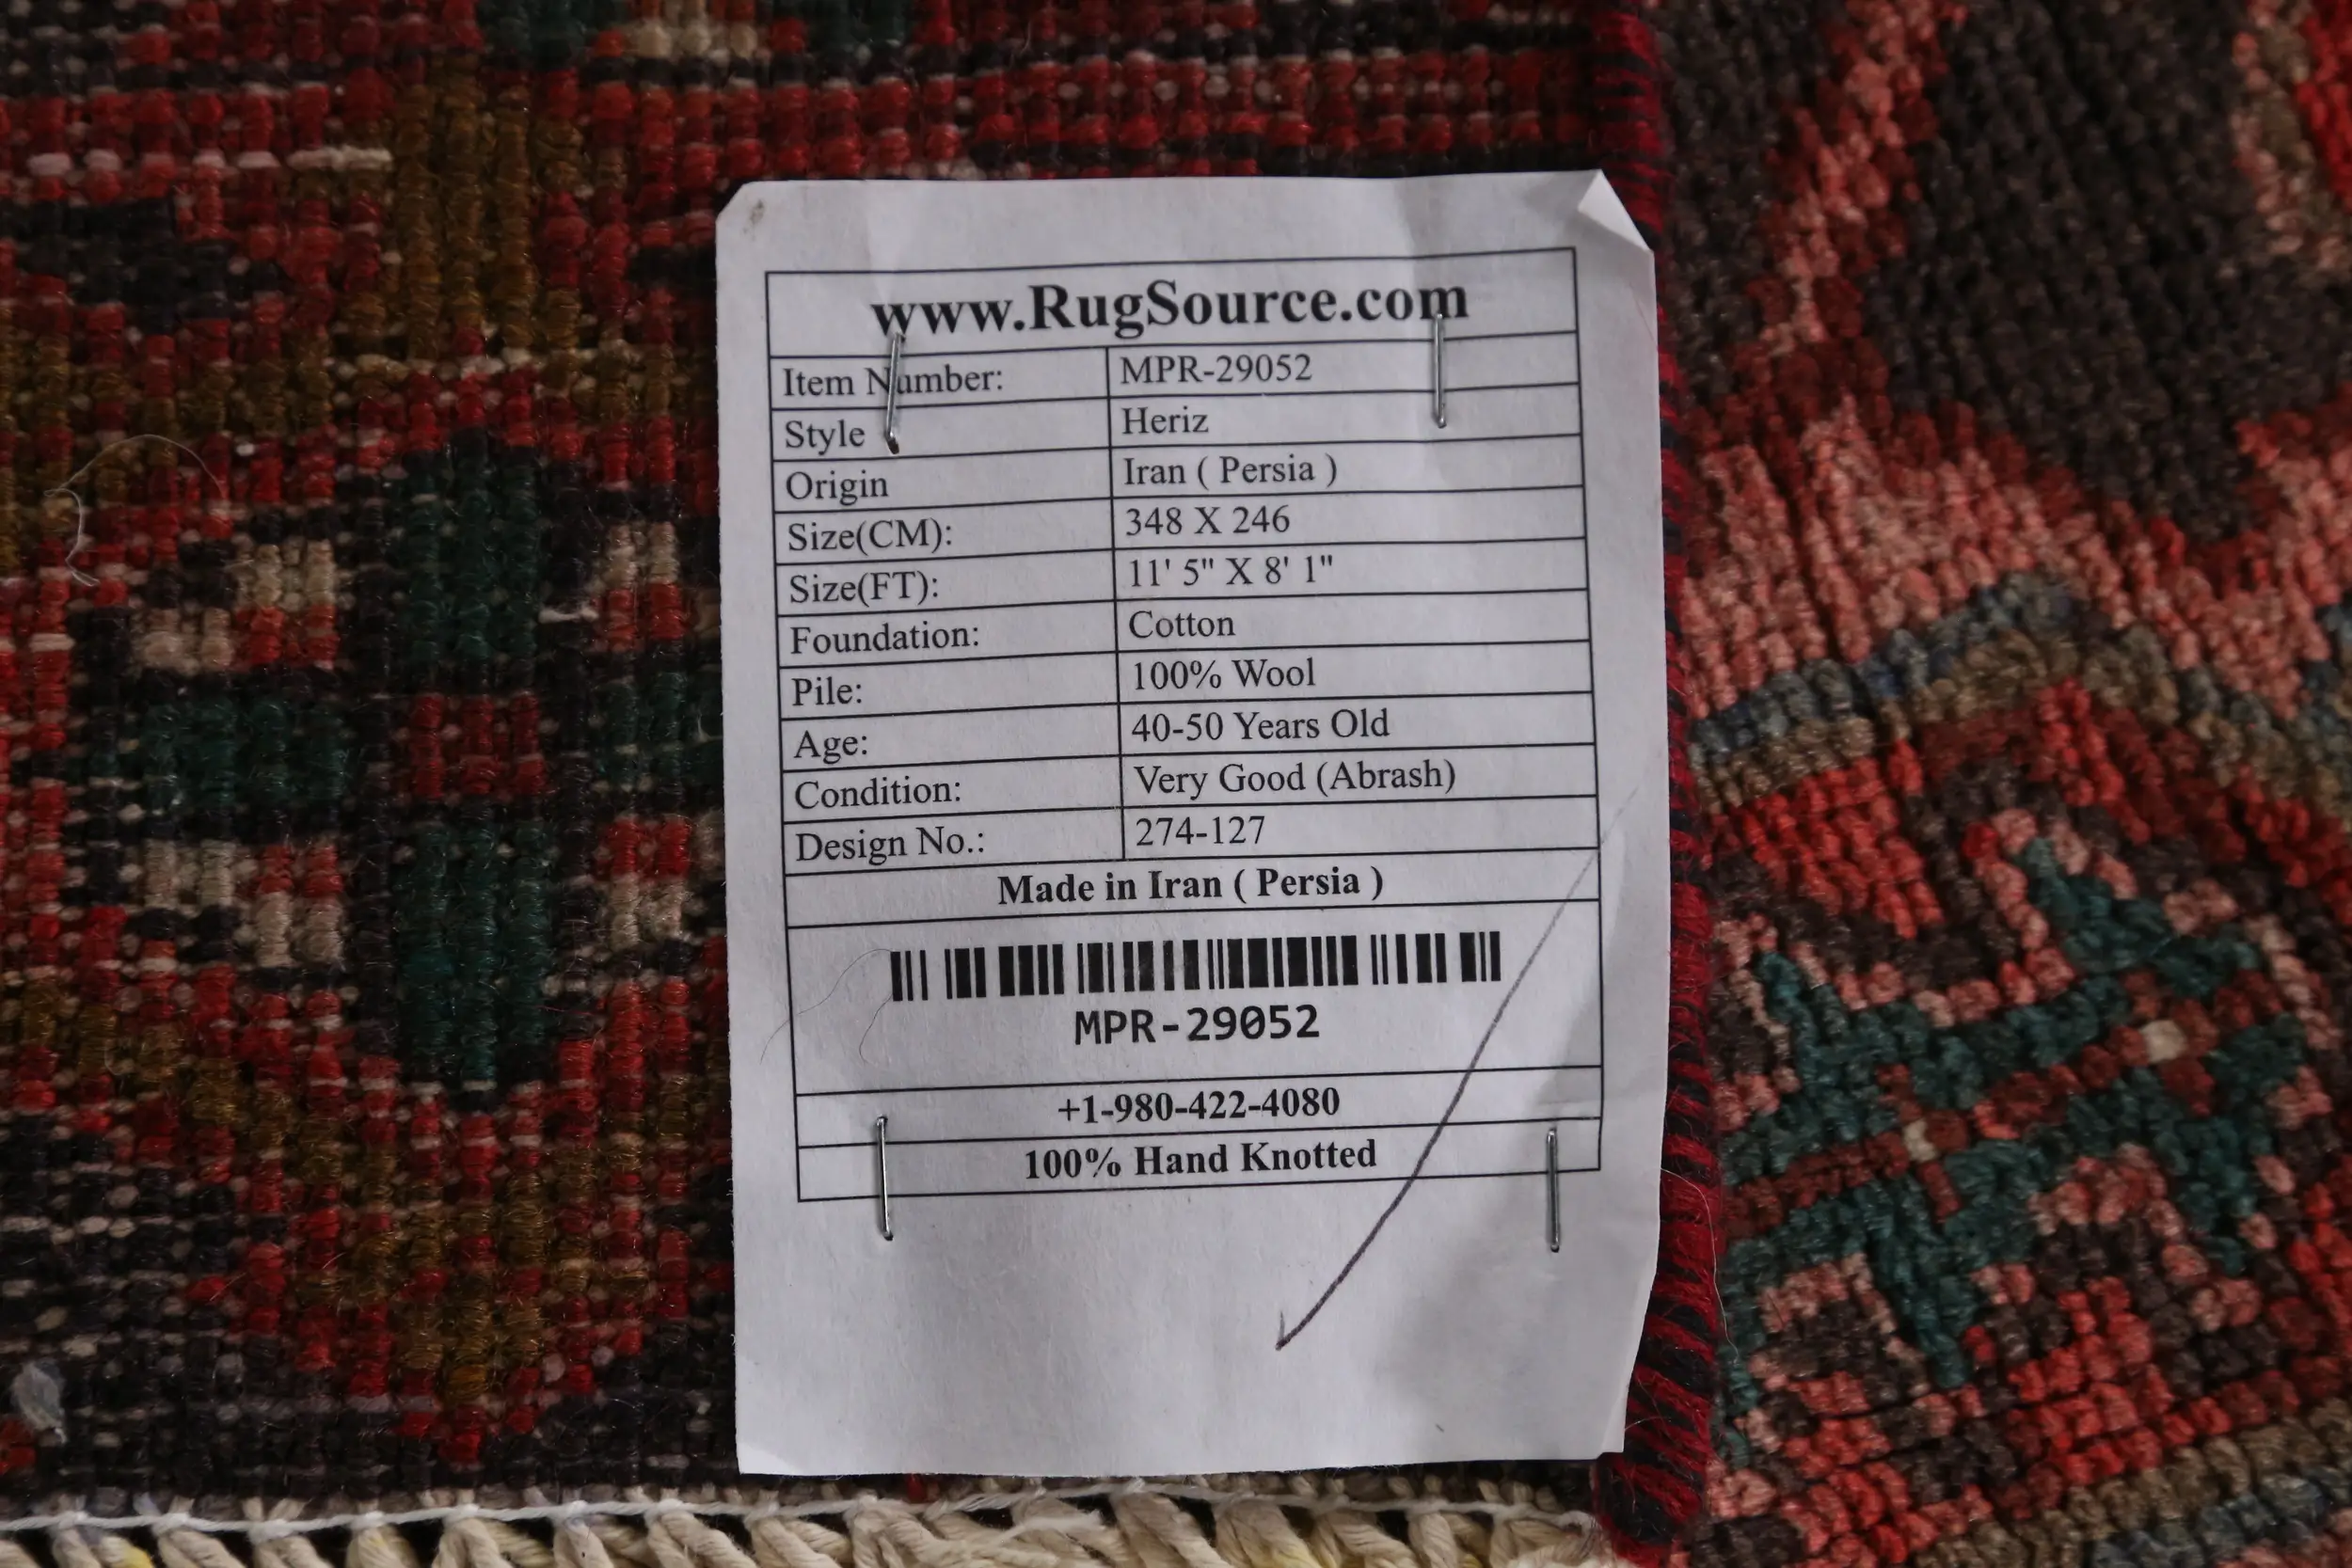 www.RugSource.com
Item Number: MPR-29052
Style Heriz
Origin Iran ( Persia )
Size(CM): 348 X 246
Size(FT): 11' 5" X 8' 1"
Foundation: Cotton
Pile: 100% Wool
Age: 40-50 Years Old
Condition: Very Good (Abrash)
Design No.: 274-127
Made in Iran ( Persia )
MPR-29052
+1-980-422-4080
100% Hand Knotted